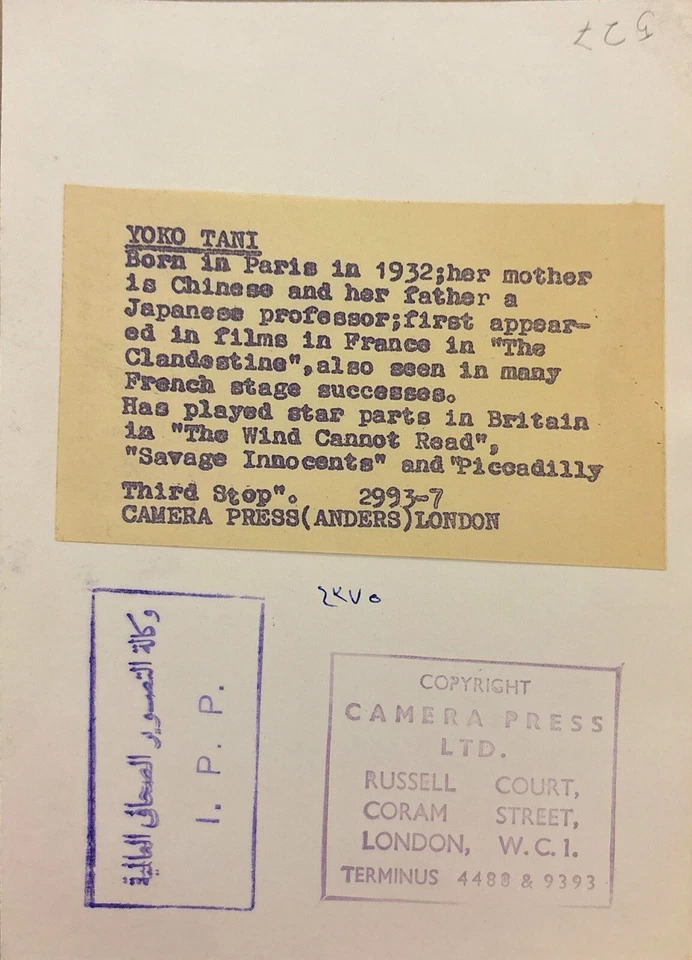 YOKO TANI
Born in Paris in 1932;her mother
is Chinese and her father a
Japanese professor;first appear-
ed in films in France in "The
Clandestine",also seen in many
French stage successes.
Has played star parts in Britain
in "The Wind Cannot Read",
"Savage Innocents" and "Piccadilly
Third Stop". 2993-7
CAMERA PRESS(ANDERS)LONDON
وكالة التصوير الصحافي العالمية
I. P. P.
COPYRIGHT
CAMERA PRESS
LTD.
RUSSELL COURT,
CORAM STREET,
LONDON, W.C.1.
TERMINUS 4488 & 9393